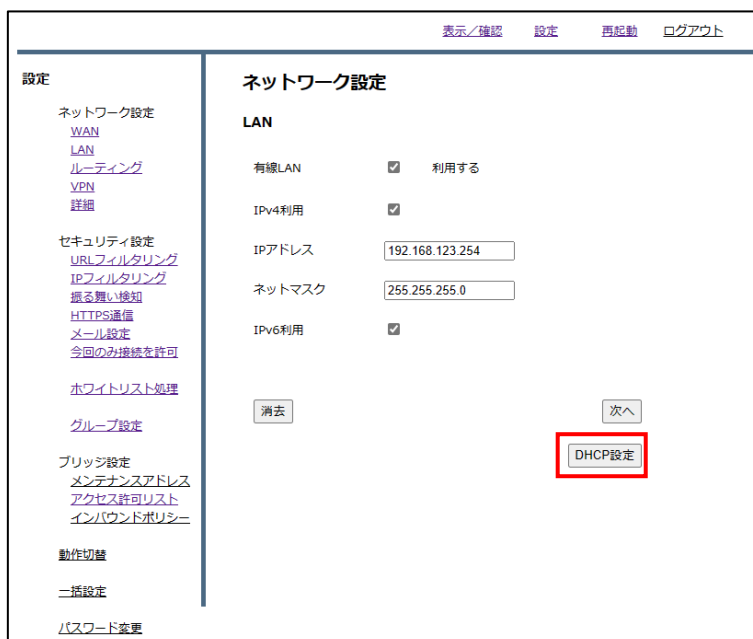 表示／確認 設定 再起動 ログアウト
設定
ネットワーク設定
WAN
LAN
ルーティング
VPN
詳細
セキュリティ設定
URLフィルタリング
IPフィルタリング
振る舞い検知
HTTPS通信
メール設定
今回のみ接続を許可
ホワイトリスト処理
グループ設定
ブリッジ設定
メンテナンスアドレス
アクセス許可リスト
インバウンドポリシー
動作切替
一括設定
パスワード変更
ネットワーク設定
LAN
有線LAN 利用する
IPv4利用
IPアドレス 192.168.123.254
ネットマスク 255.255.255.0
IPv6利用
消去 次へ
DHCP設定